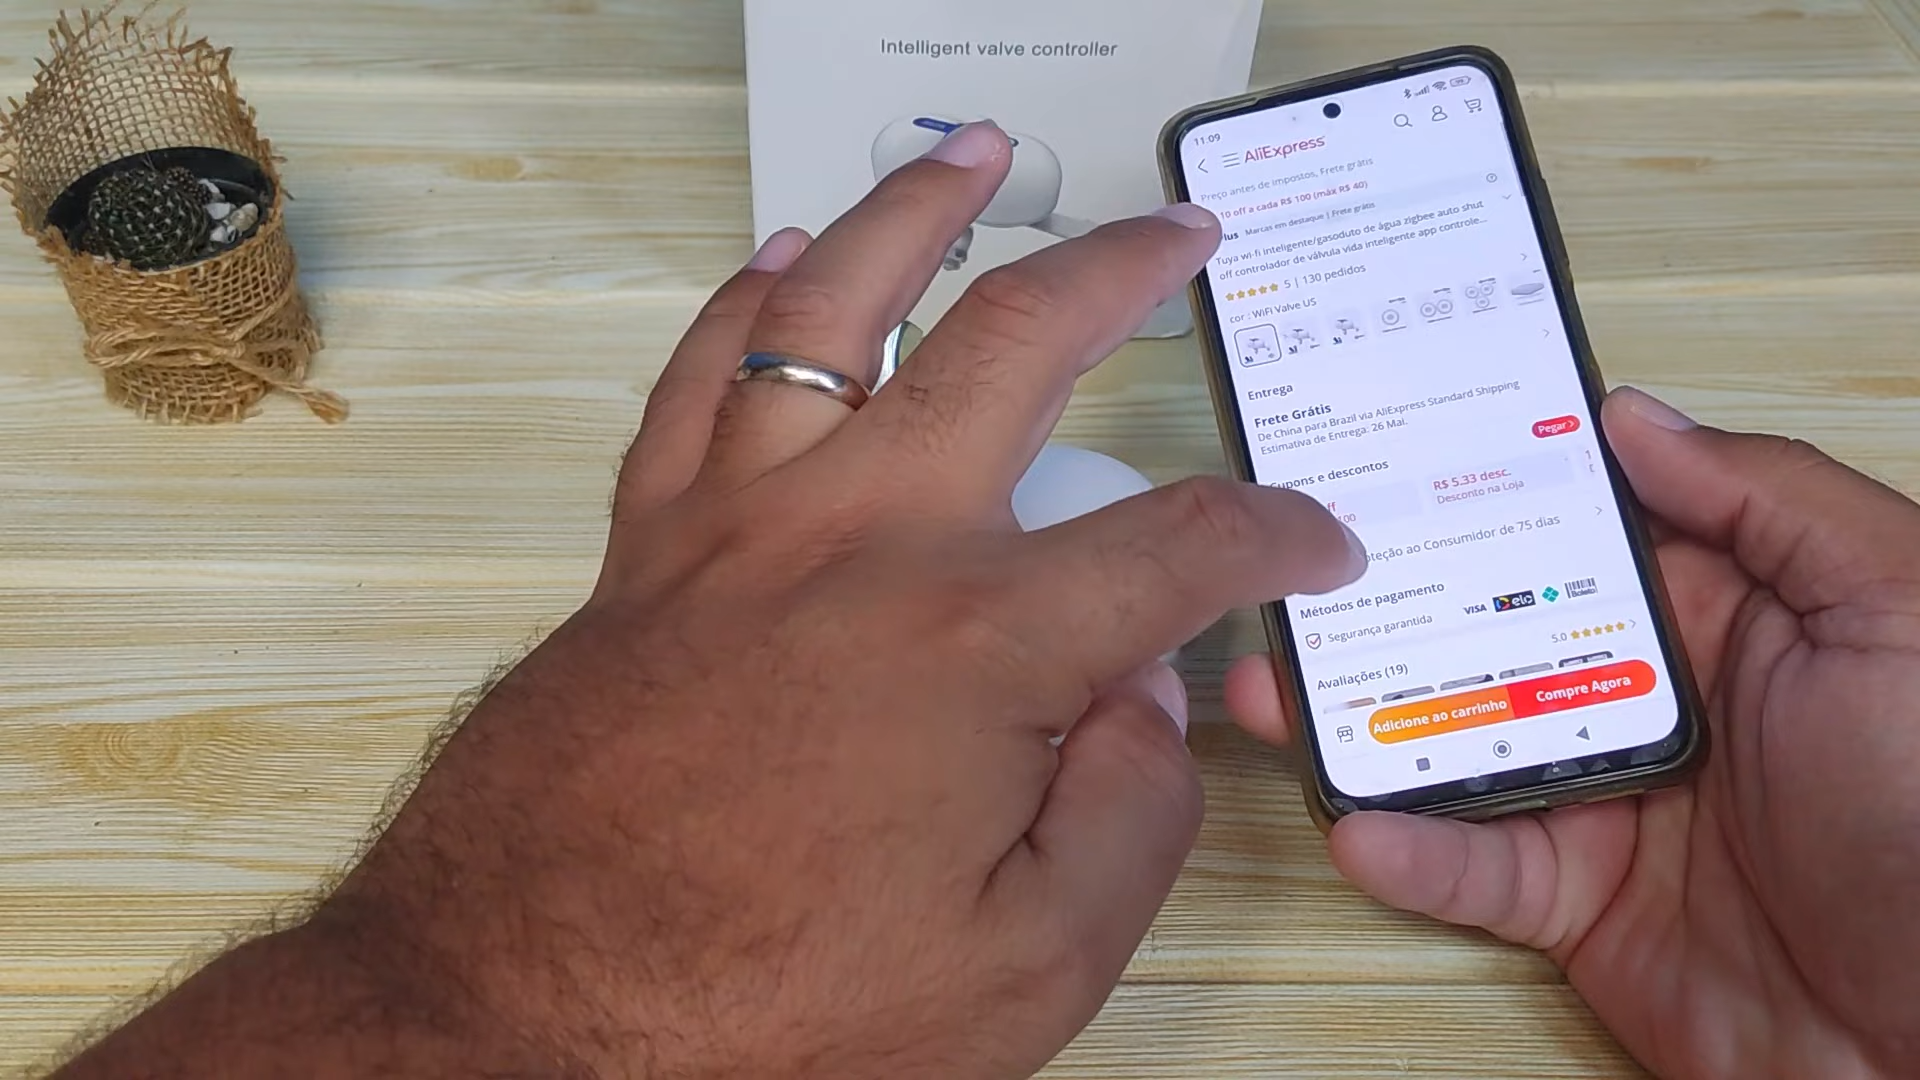 Intelligent valve controller
11:09
AliExpress
Preço antes de impostos, Frete grátis
10 off a cada R$ 100 (máx R$ 40)
lus Marcas em destaque | Frete grátis
Tuya wi-fi inteligente/gasoduto de água zigbee auto shut
off controlador de válvula vida inteligente app controle...
5 | 130 pedidos
cor : WiFi Valve US
Entrega
Frete Grátis
De China para Brazil via AliExpress Standard Shipping
Estimativa de Entrega: 26 Mai.
Pegar >
upons e descontos
R$ 5.33 desc.
Desconto na Loja
ff
100
teção ao Consumidor de 75 dias
Métodos de pagamento
VISA elo Boleto
Segurança garantida
5.0
Avaliações (19)
Adicione ao carrinho
Compre Agora